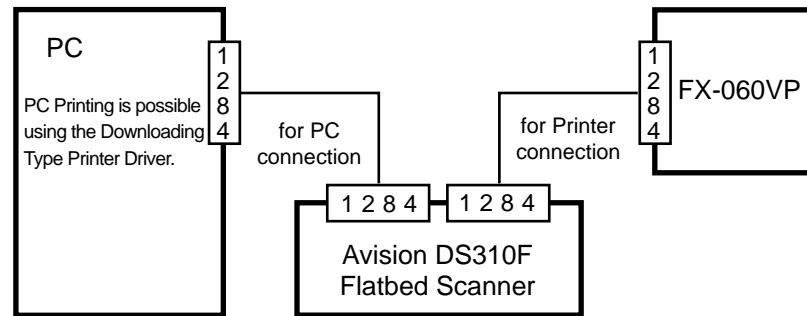 PC
PC Printing is possible
using the Downloading
Type Printer Driver.
1
2
8
4
for PC
connection
for Printer
connection
1
2
8
4
FX-060VP
1 2 8 4
1 2 8 4
Avision DS310F
Flatbed Scanner